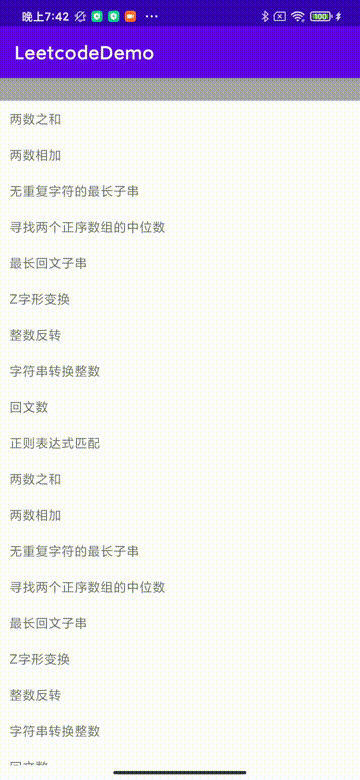 晚上7:42 100
LeetcodeDemo
两数之和
两数相加
无重复字符的最长子串
寻找两个正序数组的中位数
最长回文子串
Z字形变换
整数反转
字符串转换整数
回文数
正则表达式匹配
两数之和
两数相加
无重复字符的最长子串
寻找两个正序数组的中位数
最长回文子串
Z字形变换
整数反转
字符串转换整数
回文数